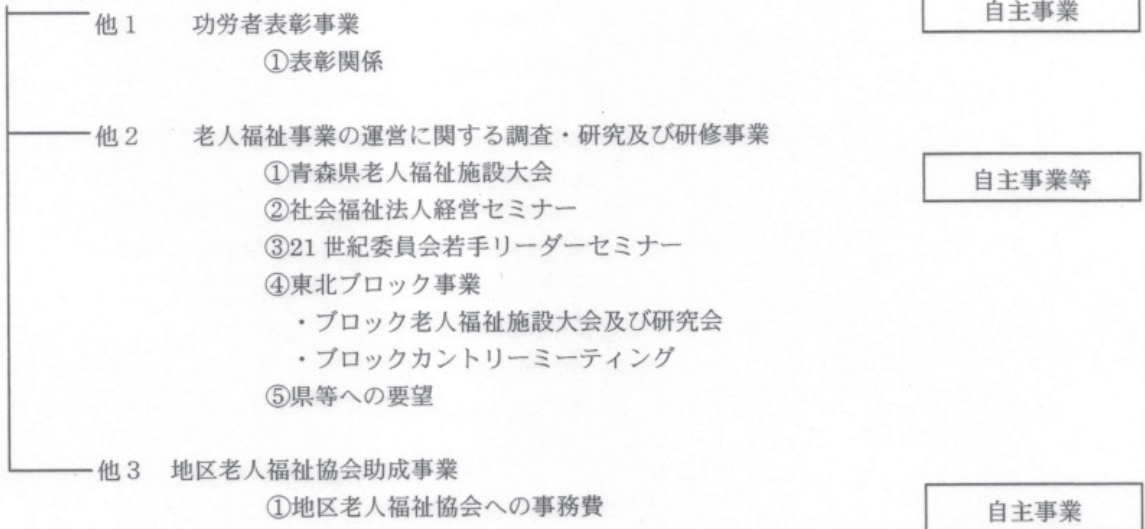 自主事業
他１　功労者表彰事業
①表彰関係
他２　老人福祉事業の運営に関する調査・研究及び研修事業
①青森県老人福祉施設大会
自主事業等
②社会福祉法人経営セミナー
③21 世紀委員会若手リーダーセミナー
④東北ブロック事業
・ブロック老人福祉施設大会及び研究会
・ブロックカントリーミーティング
⑤県等への要望
他３　地区老人福祉協会助成事業
①地区老人福祉協会への事務費
自主事業